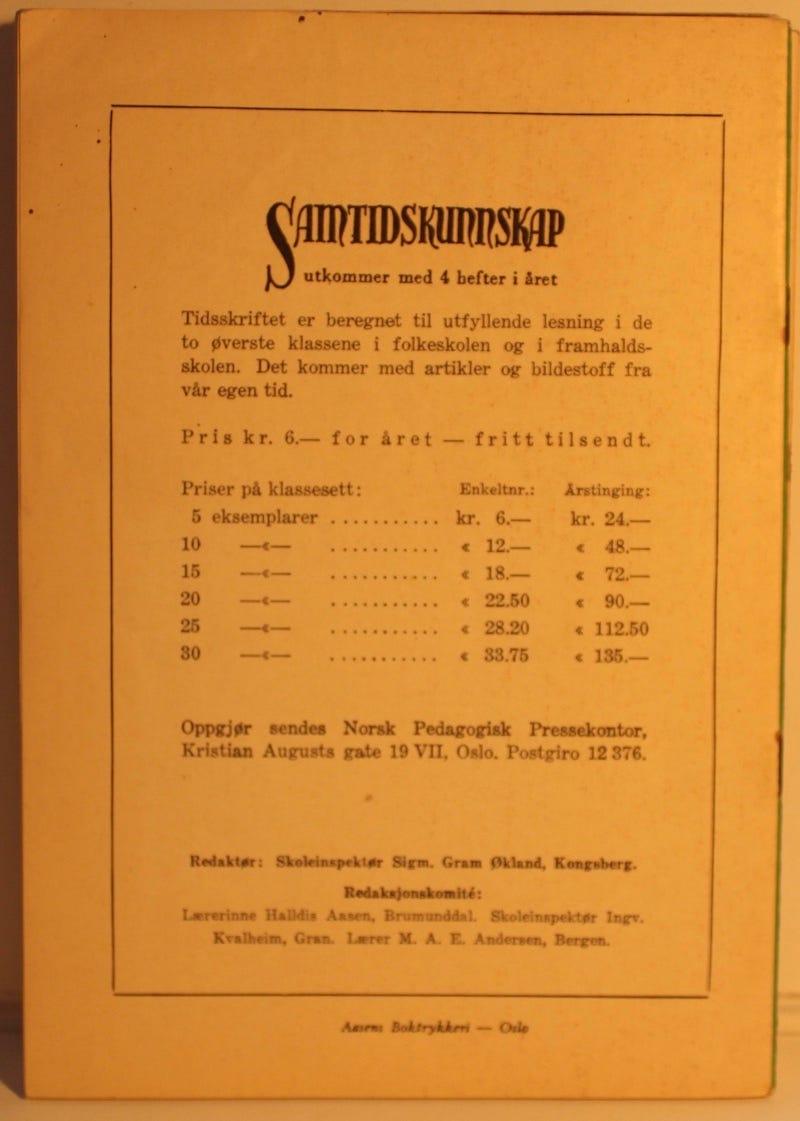 SAMTIDSKUNNSKAP
utkommer med 4 hefter i året
Tidsskriftet er beregnet til utfyllende lesning i de
to øverste klassene i folkeskolen og i framhalds-
skolen. Det kommer med artikler og bildestoff fra
vår egen tid.
Pris kr. 6.— for året — fritt tilsendt.
Priser på klassesett: Enkeltnr.: Årstinging:
5 eksemplarer ........... kr. 6.— kr. 24.—
10 —«— ........... « 12.— « 48.—
15 —«— ........... « 18.— « 72.—
20 —«— ........... « 22.50 « 90.—
25 —«— ........... « 28.20 « 112.50
30 —«— ........... « 33.75 « 135.—
Oppgjør sendes Norsk Pedagogisk Pressekontor,
Kristian Augusts gate 19 VII, Oslo. Postgiro 12 376.
Redaktør: Skoleinspektør Sigm. Gram Økland, Kongsberg.
Redaksjonskomité:
Lærerinne Halldis Aasen, Brumunddal. Skoleinspektør Ingv.
Kvalheim, Gran. Lærer M. A. E. Andersen, Bergen.
Aasens Boktrykkeri — Oslo